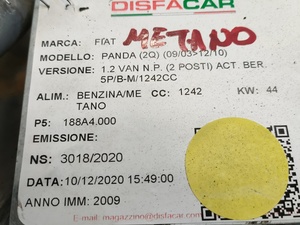 DISFACAR
MARCA: FIAT METANO
MODELLO: PANDA (2Q) (09/03>12/10)
VERSIONE: 1.2 VAN N.P. (2 POSTI) ACT. BER.
5P/B-M/1242CC
ALIM.: BENZINA/ME CC: 1242 KW: 44
TANO
P5: 188A4.000
EMISSIONE:
NS: 3018/2020
DATA: 10/12/2020 15:49:00
ANNO IMM: 2009
E-mail: magazzino@disfacar.it